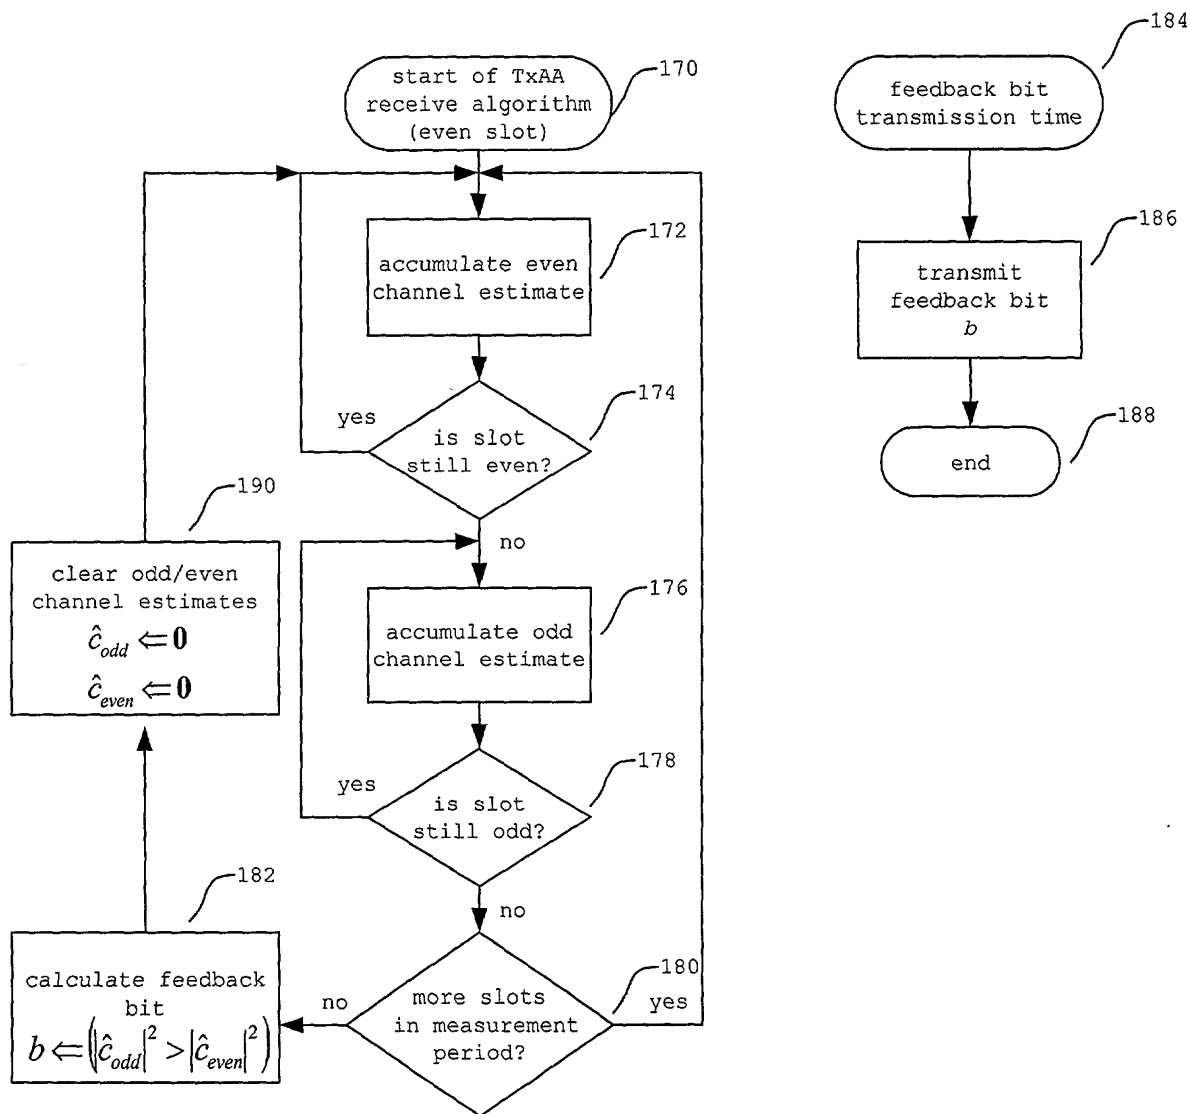 start of TxAA
receive algorithm
(even slot)
170
accumulate even
channel estimate
172
is slot
still even?
174
yes
no
accumulate odd
channel estimate
176
is slot
still odd?
178
yes
no
more slots
in measurement
period?
180
yes
no
calculate feedback
bit
b ⇐ (|ĉ_odd|² > |ĉ_even|²)
182
clear odd/even
channel estimates
ĉ_odd ⇐ 0
ĉ_even ⇐ 0
190
feedback bit
transmission time
184
transmit
feedback bit
b
186
end
188